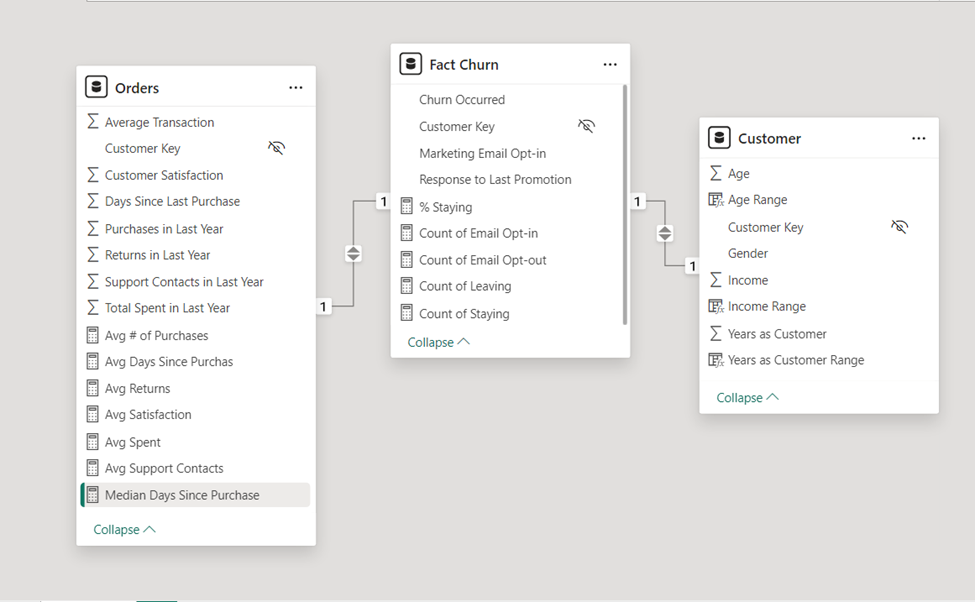 Orders
Average Transaction
Customer Key
Customer Satisfaction
Days Since Last Purchase
Purchases in Last Year
Returns in Last Year
Support Contacts in Last Year
Total Spent in Last Year
Avg # of Purchases
Avg Days Since Purchas
Avg Returns
Avg Satisfaction
Avg Spent
Avg Support Contacts
Median Days Since Purchase
Collapse
1
1
Fact Churn
Churn Occurred
Customer Key
Marketing Email Opt-in
Response to Last Promotion
% Staying
Count of Email Opt-in
Count of Email Opt-out
Count of Leaving
Count of Staying
Collapse
1
1
Customer
Age
Age Range
Customer Key
Gender
Income
Income Range
Years as Customer
Years as Customer Range
Collapse